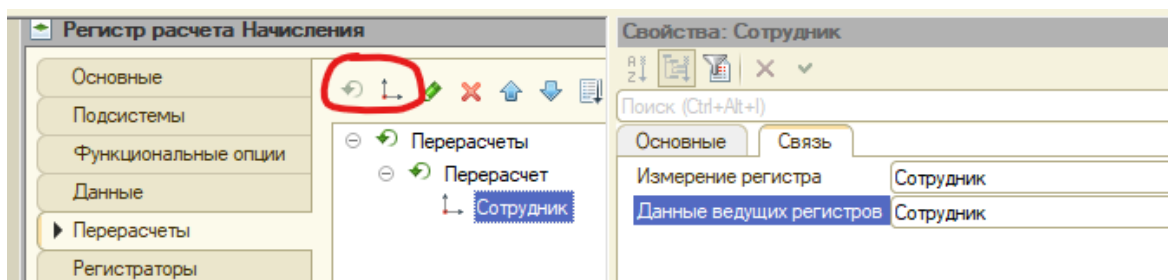 Регистр расчета Начисления
Основные
Подсистемы
Функциональные опции
Данные
Перерасчеты
Регистраторы
Перерасчеты
Перерасчет
Сотрудник
Свойства: Сотрудник
Поиск (Ctrl+Alt+I)
Основные Связь
Измерение регистра Сотрудник
Данные ведущих регистров Сотрудник